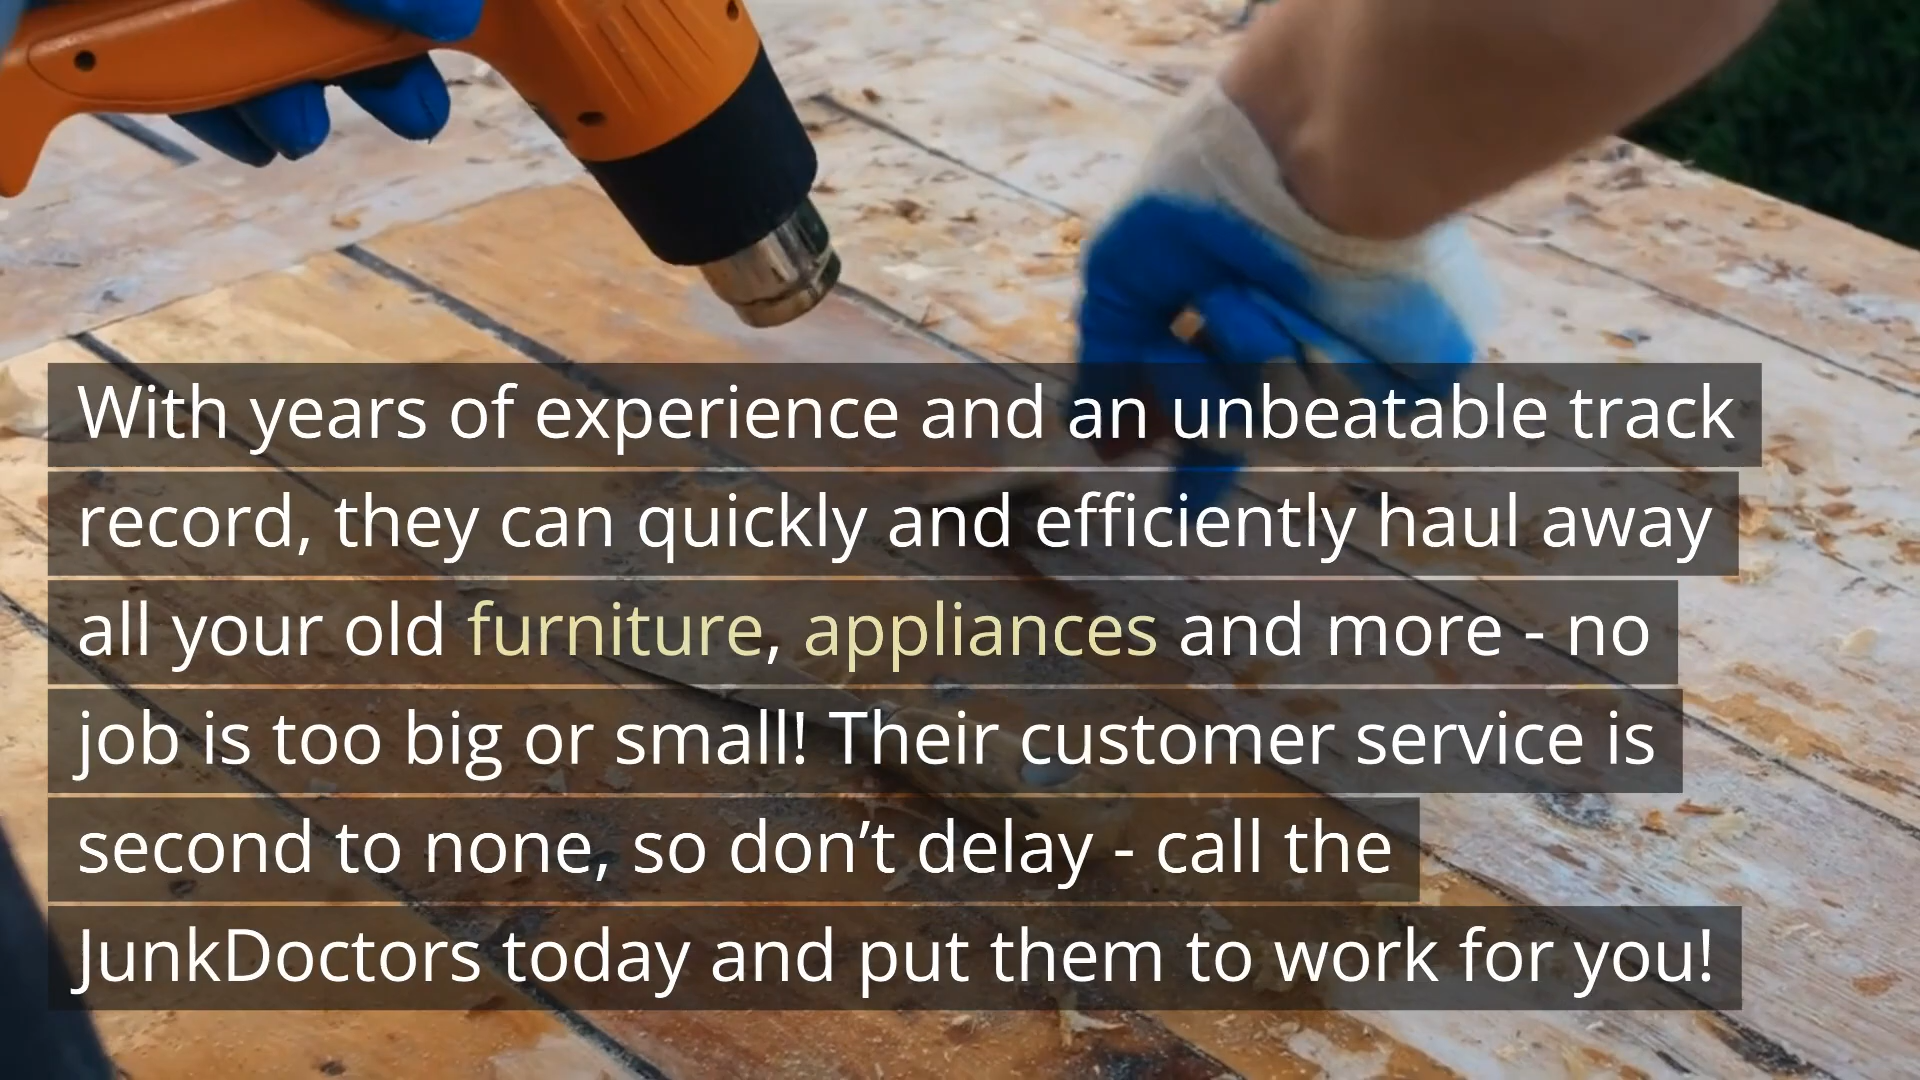 With years of experience and an unbeatable track
record, they can quickly and efficiently haul away
all your old furniture, appliances and more - no
job is too big or small! Their customer service is
second to none, so don’t delay - call the
JunkDoctors today and put them to work for you!